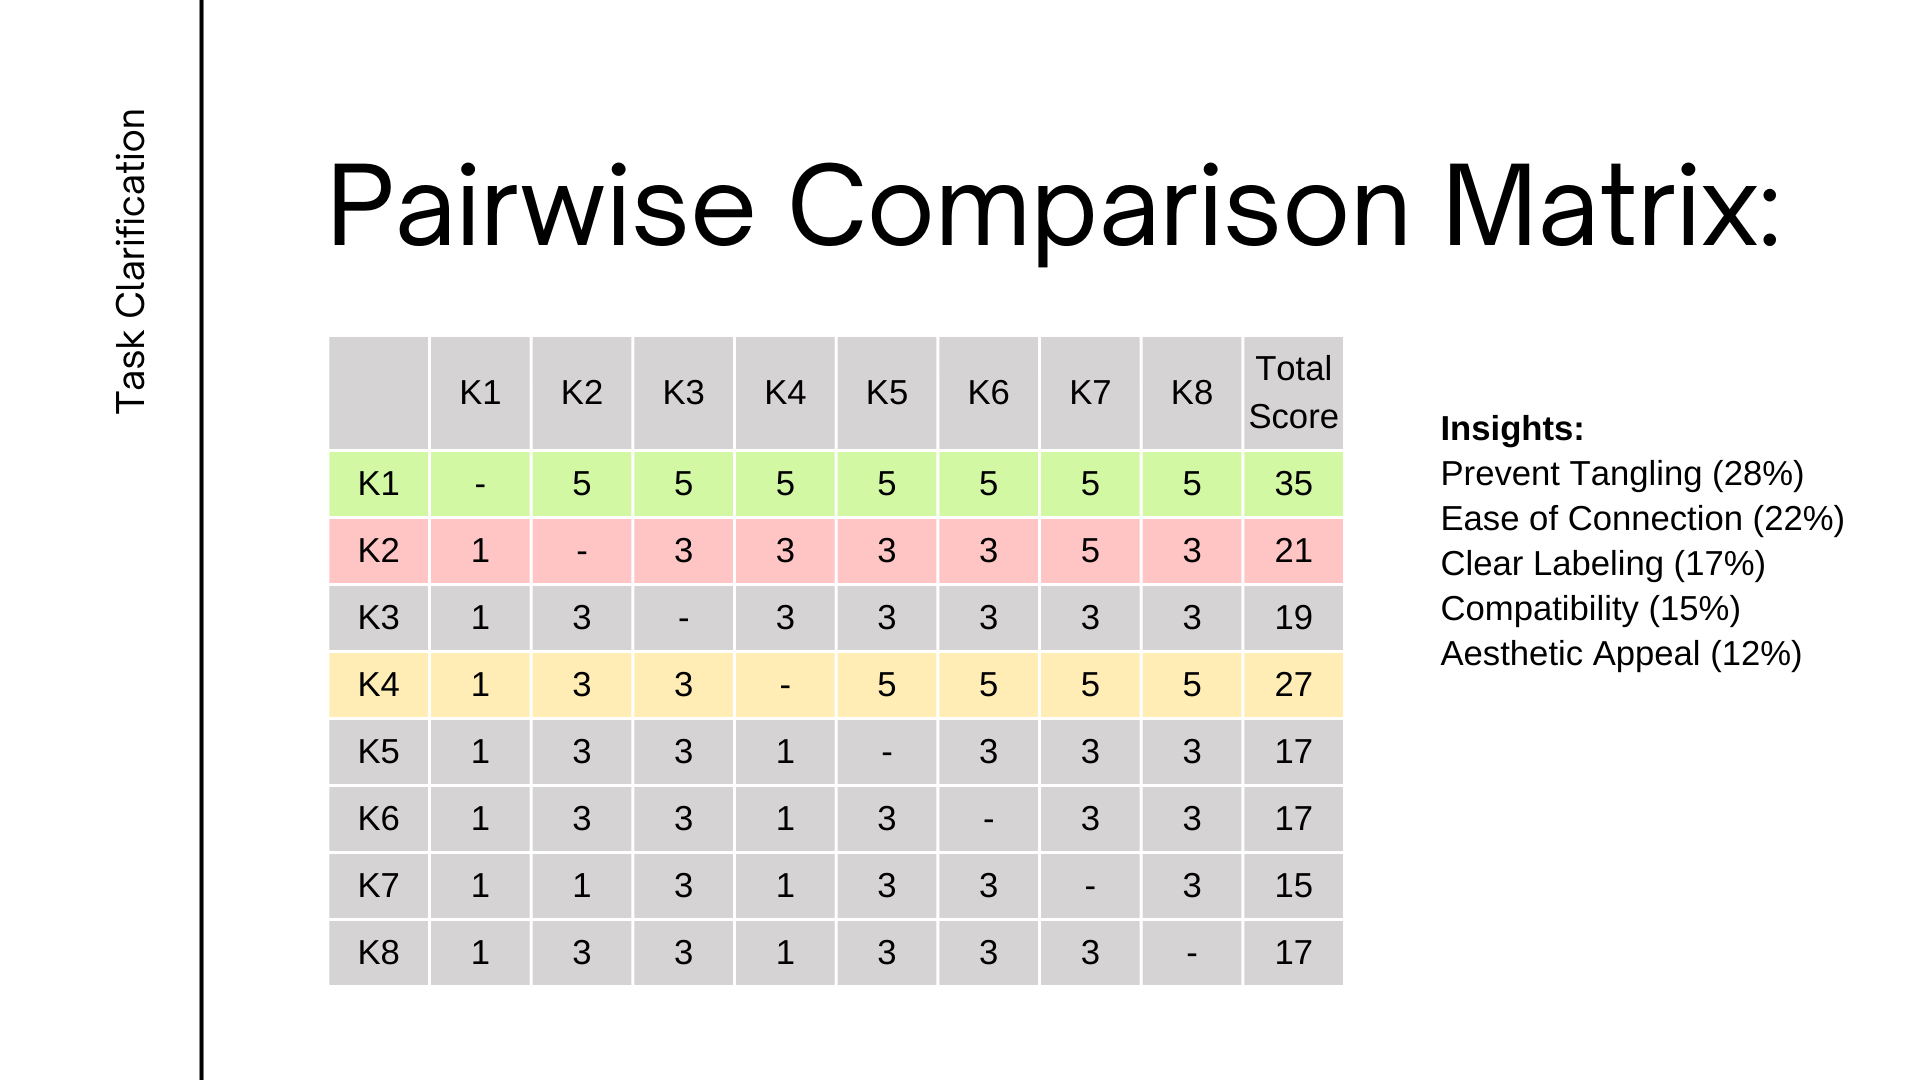 Task Clarification
Pairwise Comparison Matrix:
K1 K2 K3 K4 K5 K6 K7 K8 Total Score
K1 - 5 5 5 5 5 5 5 35
K2 1 - 3 3 3 3 5 3 21
K3 1 3 - 3 3 3 3 3 19
K4 1 3 3 - 5 5 5 5 27
K5 1 3 3 1 - 3 3 3 17
K6 1 3 3 1 3 - 3 3 17
K7 1 1 3 1 3 3 - 3 15
K8 1 3 3 1 3 3 3 - 17
Insights:
Prevent Tangling (28%)
Ease of Connection (22%)
Clear Labeling (17%)
Compatibility (15%)
Aesthetic Appeal (12%)